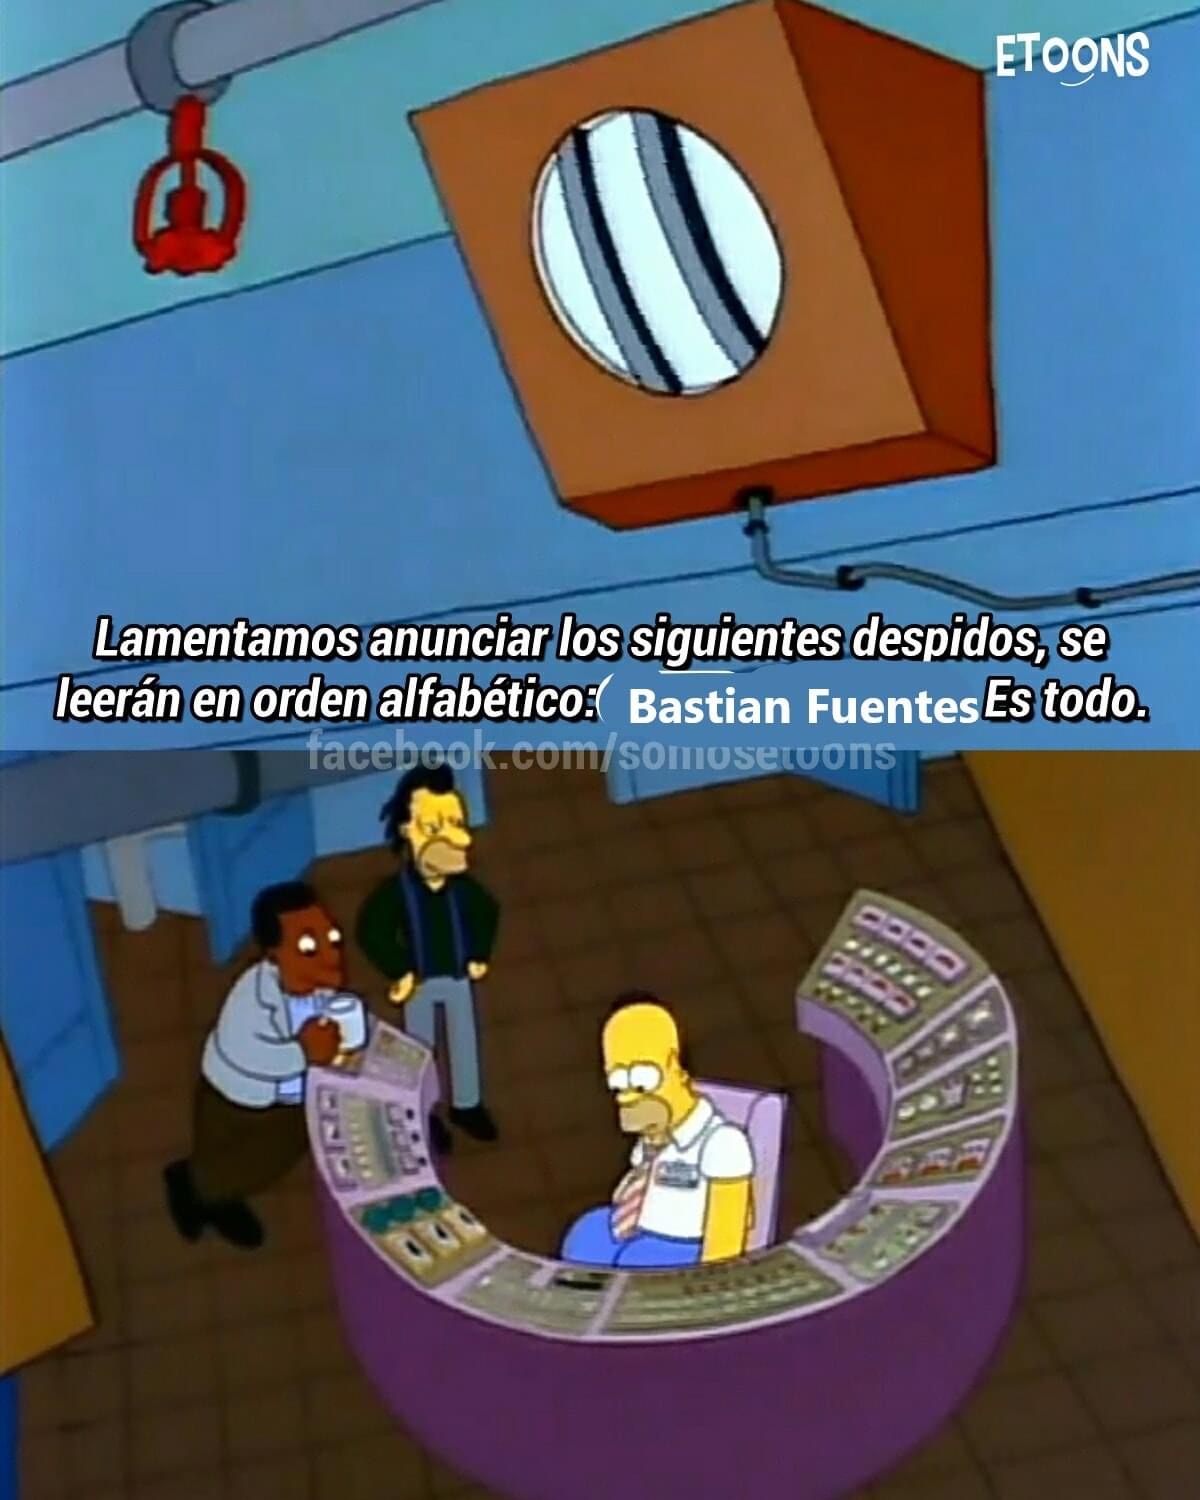 ETOONS
Lamentamos anunciar los siguientes despidos, se
leerán en orden alfabético: Bastian Fuentes Es todo.
facebook.com/somosetoons